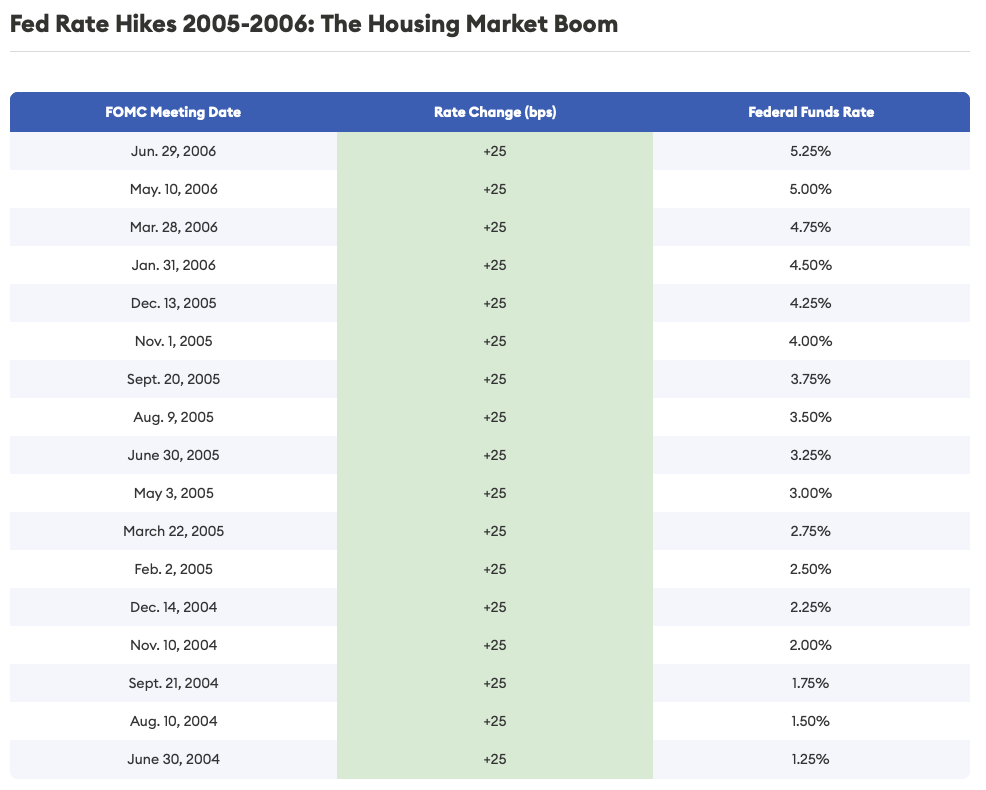 Fed Rate Hikes 2005-2006: The Housing Market Boom
FOMC Meeting Date Rate Change (bps) Federal Funds Rate
Jun. 29, 2006 +25 5.25%
May. 10, 2006 +25 5.00%
Mar. 28, 2006 +25 4.75%
Jan. 31, 2006 +25 4.50%
Dec. 13, 2005 +25 4.25%
Nov. 1, 2005 +25 4.00%
Sept. 20, 2005 +25 3.75%
Aug. 9, 2005 +25 3.50%
June 30, 2005 +25 3.25%
May 3, 2005 +25 3.00%
March 22, 2005 +25 2.75%
Feb. 2, 2005 +25 2.50%
Dec. 14, 2004 +25 2.25%
Nov. 10, 2004 +25 2.00%
Sept. 21, 2004 +25 1.75%
Aug. 10, 2004 +25 1.50%
June 30, 2004 +25 1.25%